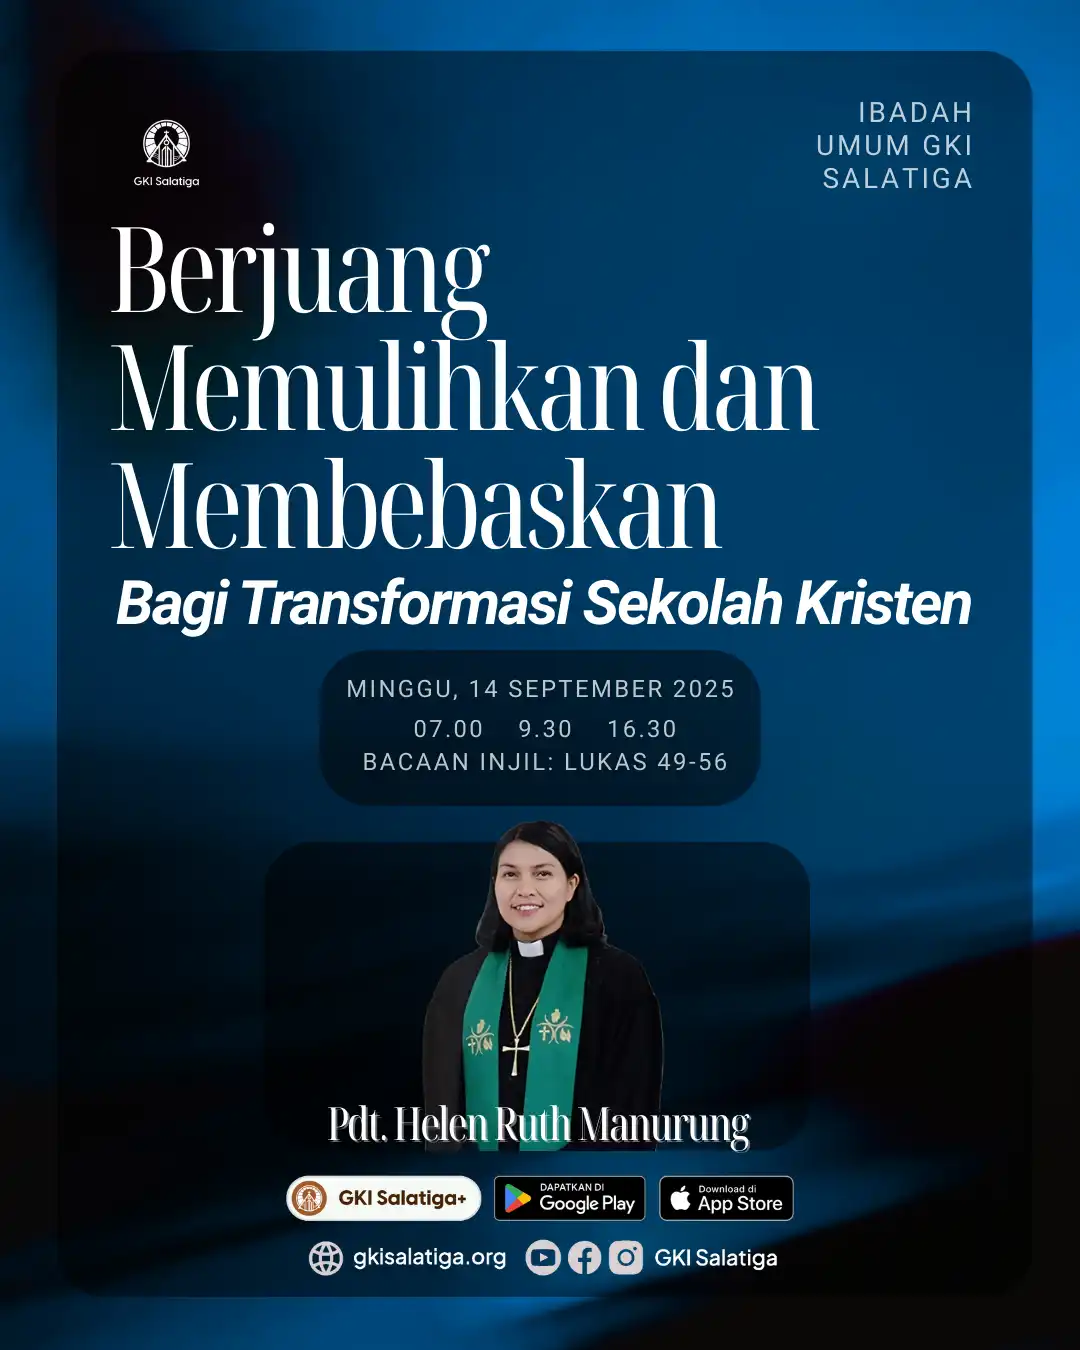 GKI Salatiga
IBADAH
UMUM GKI
SALATIGA
Berjuang
Memulihkan dan
Membebaskan
Bagi Transformasi Sekolah Kristen
MINGGU, 14 SEPTEMBER 2025
07.00 9.30 16.30
BACAAN INJIL: LUKAS 49-56
Pdt. Helen Ruth Manurung
GKI Salatiga+
DAPATKAN DI
Google Play
Download di
App Store
gkisalatiga.org
GKI Salatiga